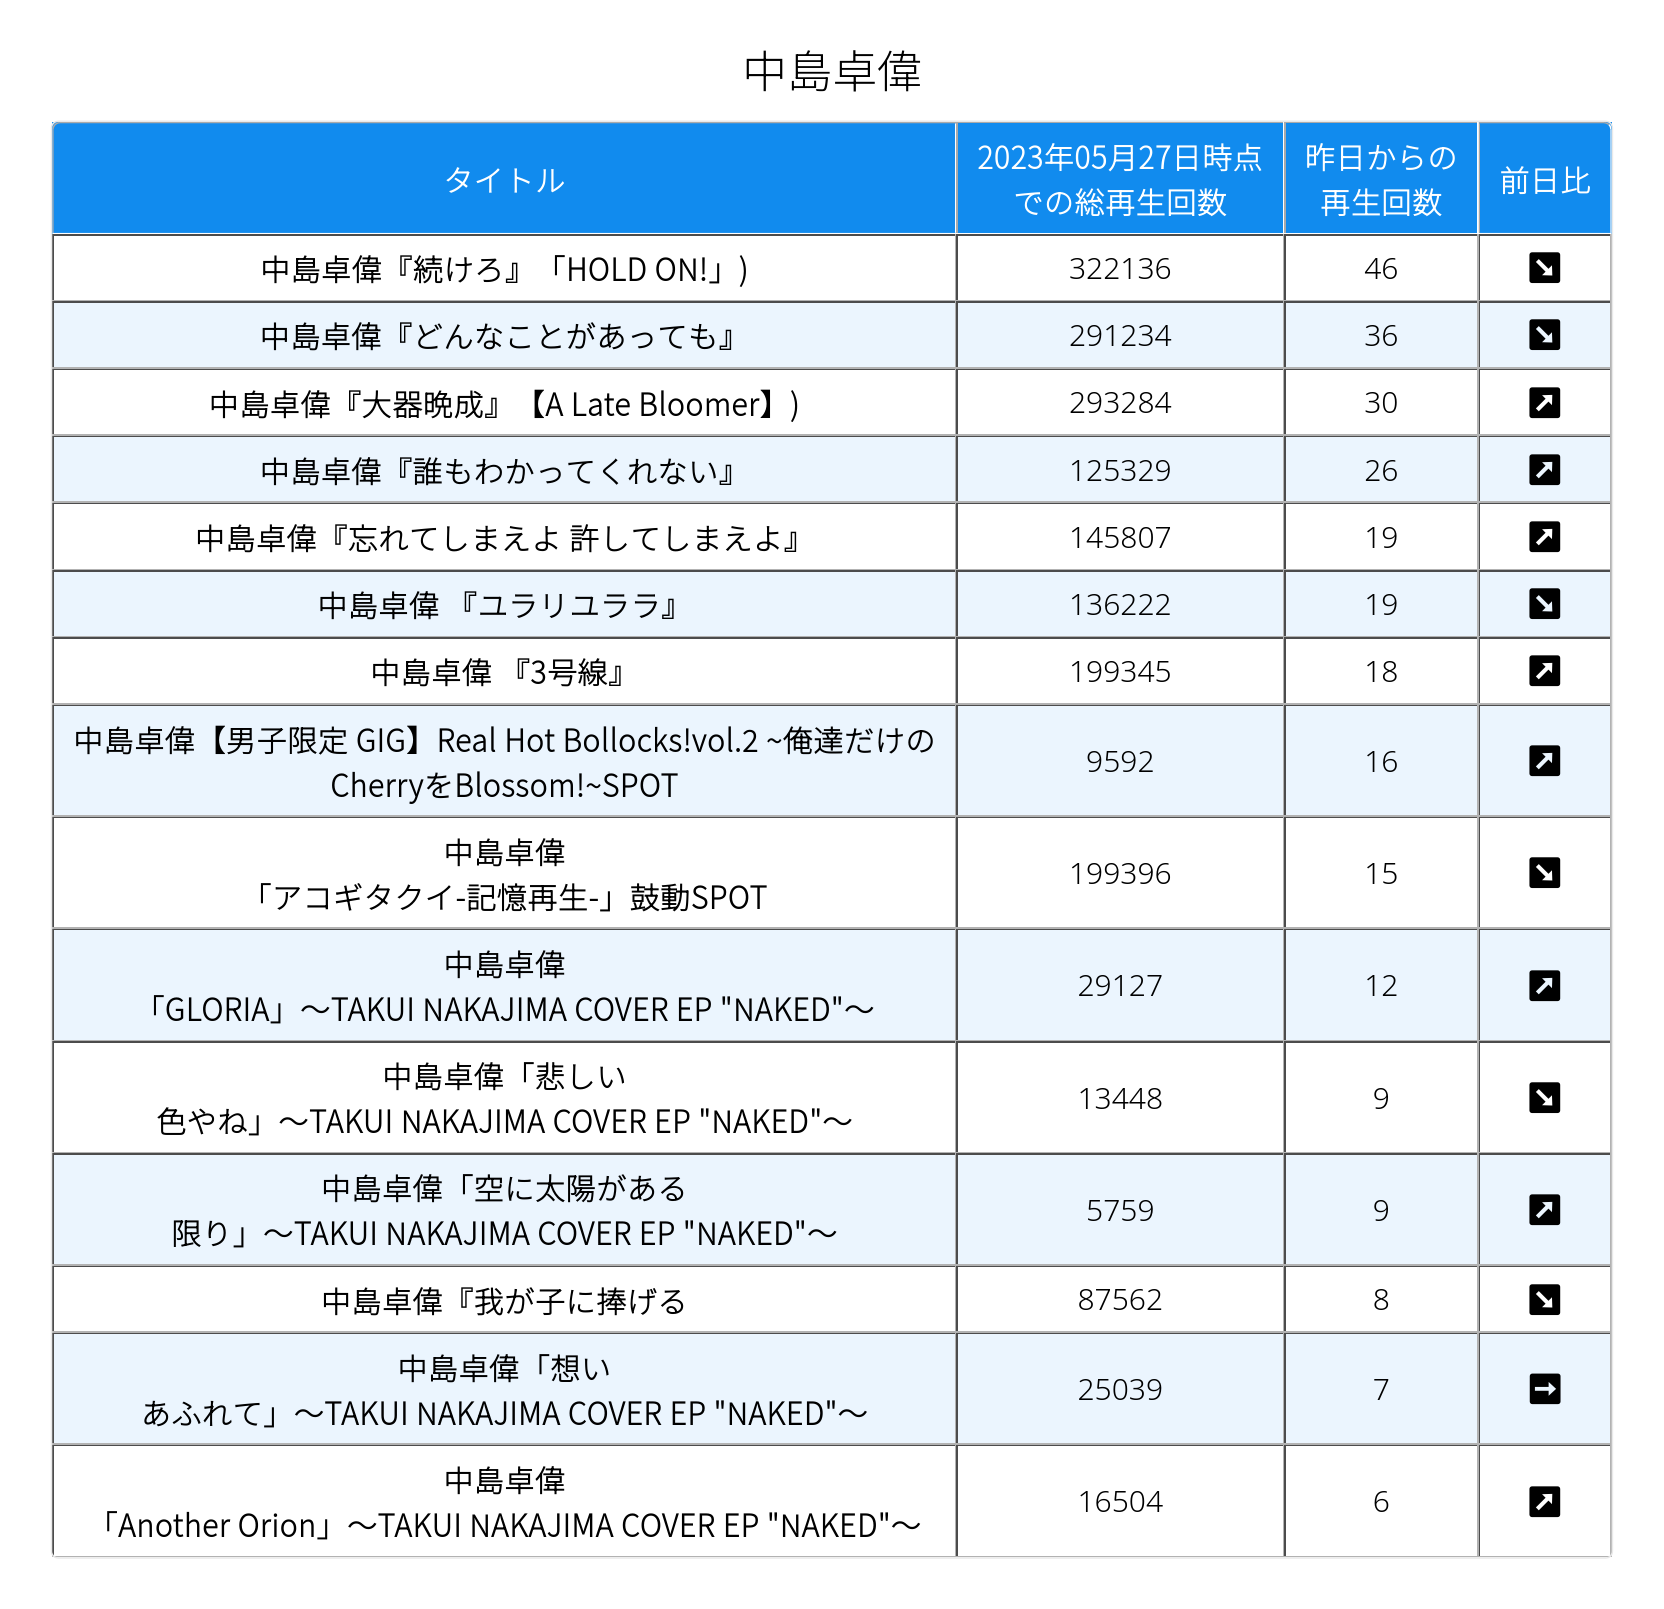 中島卓偉
タイトル
2023年05月27日時点
での総再生回数
昨日からの
再生回数
前日比
中島卓偉『続けろ』「HOLD ON!」)
322136
46
中島卓偉『どんなことがあっても』
291234
36
中島卓偉『大器晩成』【A Late Bloomer】)
293284
30
中島卓偉『誰もわかってくれない』
125329
26
中島卓偉『忘れてしまえよ 許してしまえよ』
145807
19
中島卓偉 『ユラリユララ』
136222
19
中島卓偉 『3号線』
199345
18
中島卓偉【男子限定 GIG】Real Hot Bollocks!vol.2 ~俺達だけの
CherryをBlossom!~SPOT
9592
16
中島卓偉
「アコギタクイ-記憶再生-」鼓動SPOT
199396
15
中島卓偉
「GLORIA」～TAKUI NAKAJIMA COVER EP "NAKED"～
29127
12
中島卓偉「悲しい
色やね」～TAKUI NAKAJIMA COVER EP "NAKED"～
13448
9
中島卓偉「空に太陽がある
限り」～TAKUI NAKAJIMA COVER EP "NAKED"～
5759
9
中島卓偉『我が子に捧げる
87562
8
中島卓偉「想い
あふれて」～TAKUI NAKAJIMA COVER EP "NAKED"～
25039
7
中島卓偉
「Another Orion」～TAKUI NAKAJIMA COVER EP "NAKED"～
16504
6